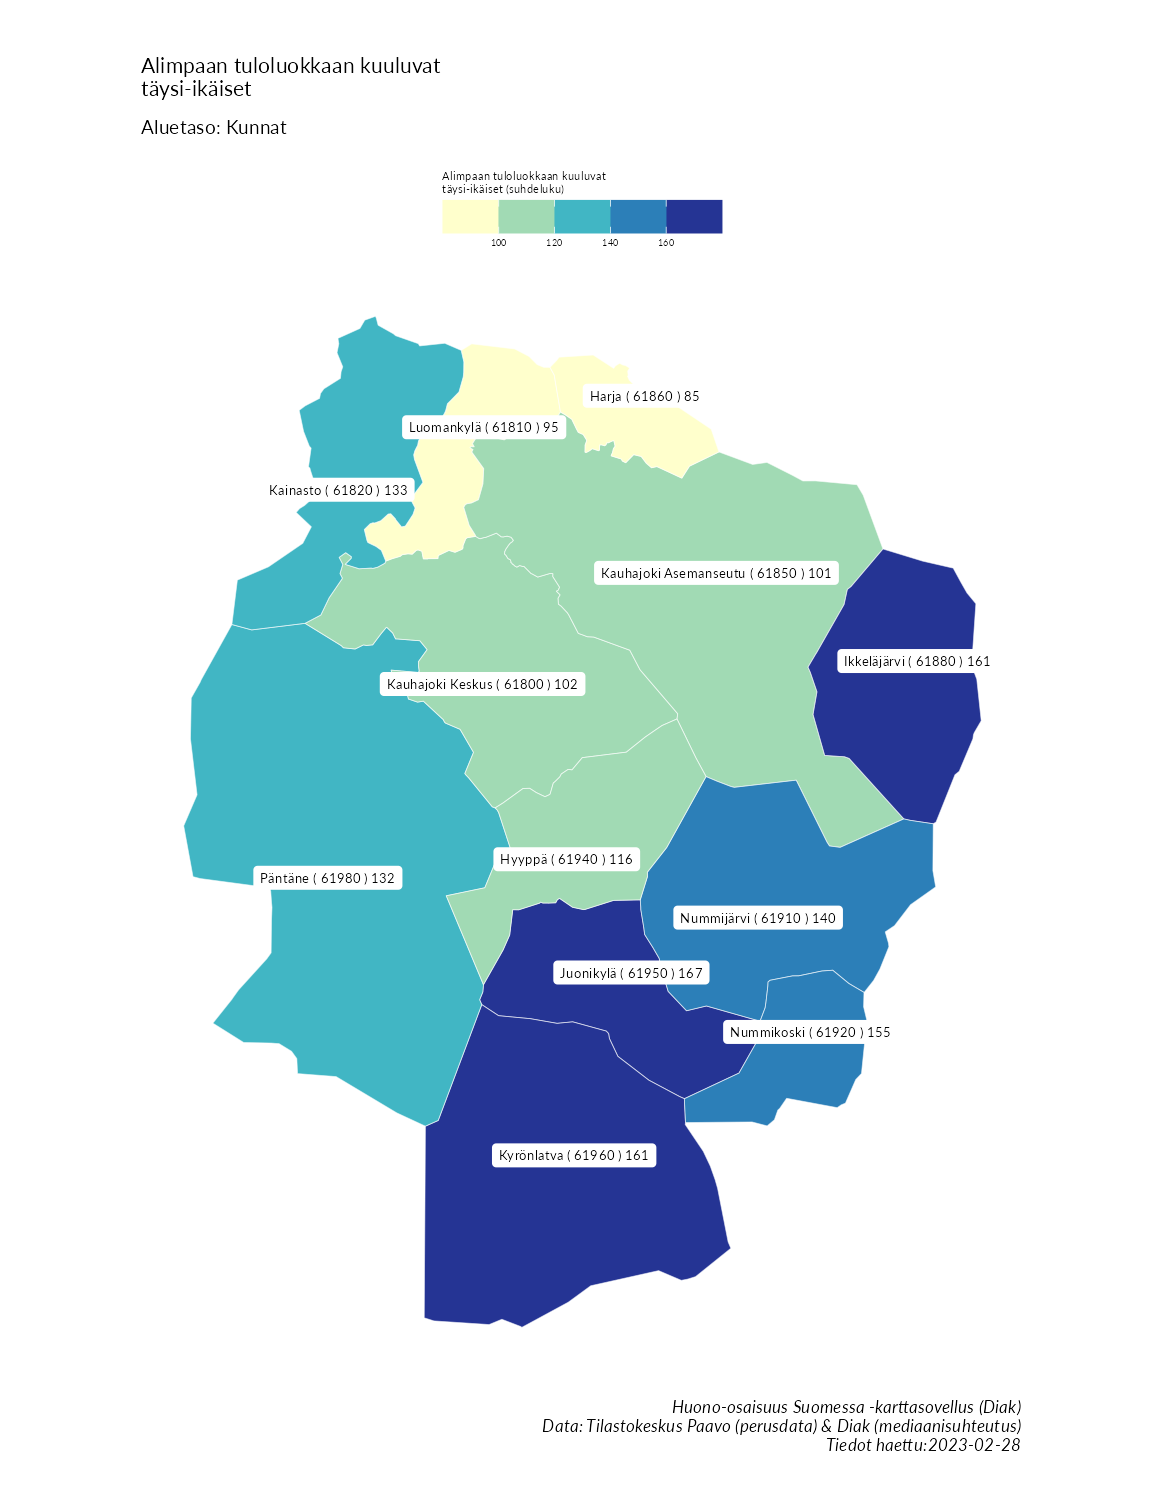 Alimpaan tuloluokkaan kuuluvat
täysi-ikäiset
Aluetaso: Kunnat
Alimpaan tuloluokkaan kuuluvat
täysi-ikäiset (suhdeluku)
100 120 140 160
Harja ( 61860 ) 85
Luomankylä ( 61810 ) 95
Kainasto ( 61820 ) 133
Kauhajoki Asemanseutu ( 61850 ) 101
Ikkeläjärvi ( 61880 ) 161
Kauhajoki Keskus ( 61800 ) 102
Hyyppä ( 61940 ) 116
Päntäne ( 61980 ) 132
Nummijärvi ( 61910 ) 140
Juonikylä ( 61950 ) 167
Nummikoski ( 61920 ) 155
Kyrönlatva ( 61960 ) 161
Huono-osaisuus Suomessa -karttasovellus (Diak)
Data: Tilastokeskus Paavo (perusdata) & Diak (mediaanisuhteutus)
Tiedot haettu:2023-02-28